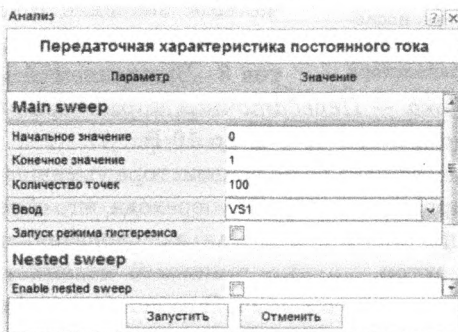 Анализ
Передаточная характеристика постоянного тока
Параметр Значение
Main sweep
Начальное значение 0
Конечное значение 1
Количество точек 100
Ввод VS1
Запуск режима гистерезиса
Nested sweep
Enable nested sweep
Запустить Отменить